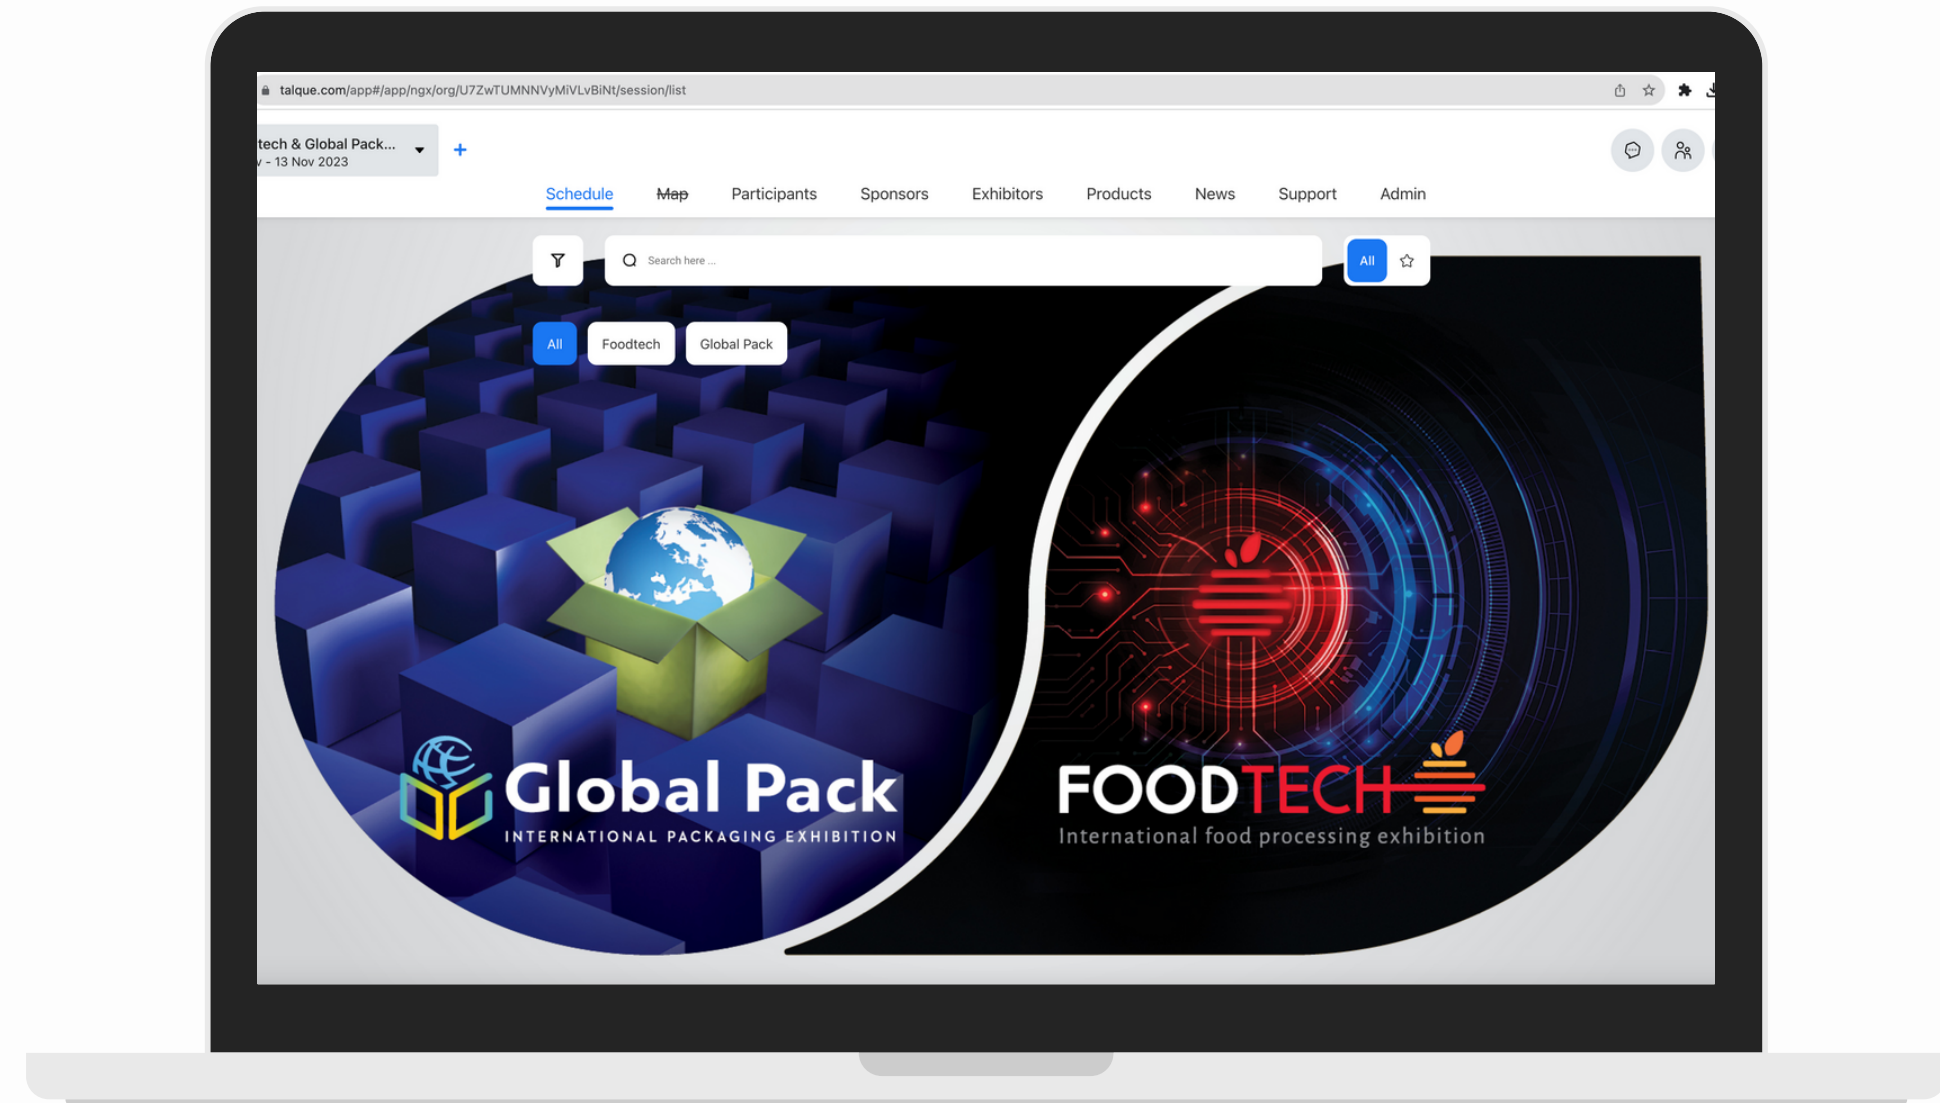 talque.com/app#/app/ngx/org/U7ZwTUMNNVyMiVLvBiNt/session/list
tech & Global Pack...
v - 13 Nov 2023
+
Schedule Map Participants Sponsors Exhibitors Products News Support Admin
Search here ...
All
All Foodtech Global Pack
Global Pack
INTERNATIONAL PACKAGING EXHIBITION
FOODTECH
International food processing exhibition